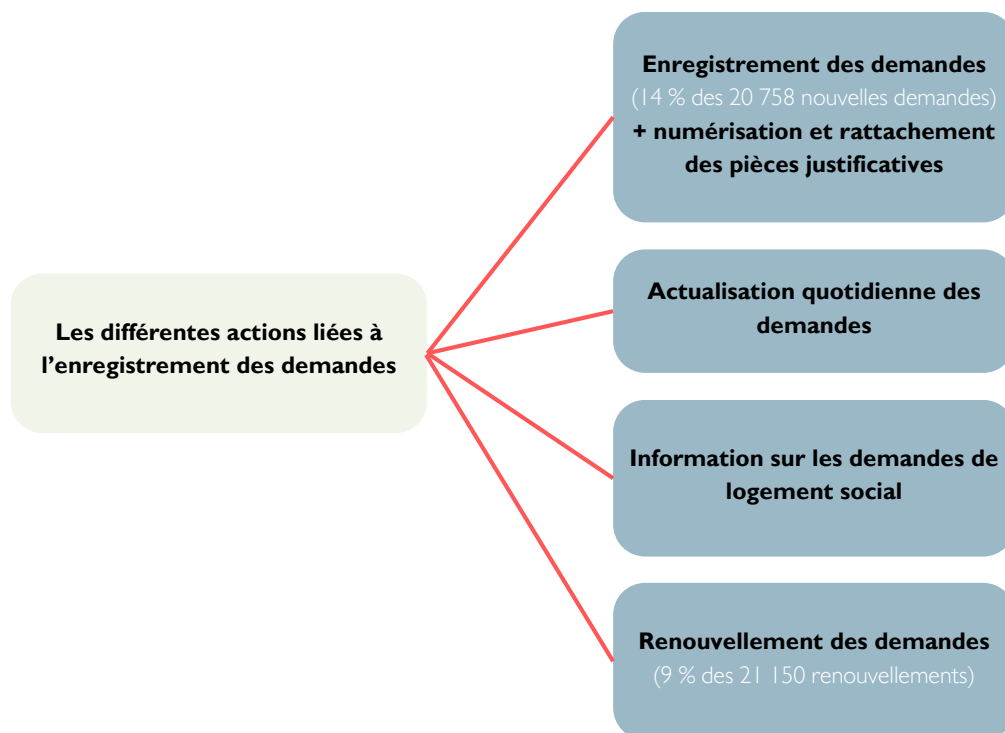 Les différentes actions liées à
l’enregistrement des demandes
Enregistrement des demandes
(14 % des 20 758 nouvelles demandes)
+ numérisation et rattachement
des pièces justificatives
Actualisation quotidienne des
demandes
Information sur les demandes de
logement social
Renouvellement des demandes
(9 % des 21 150 renouvellements)